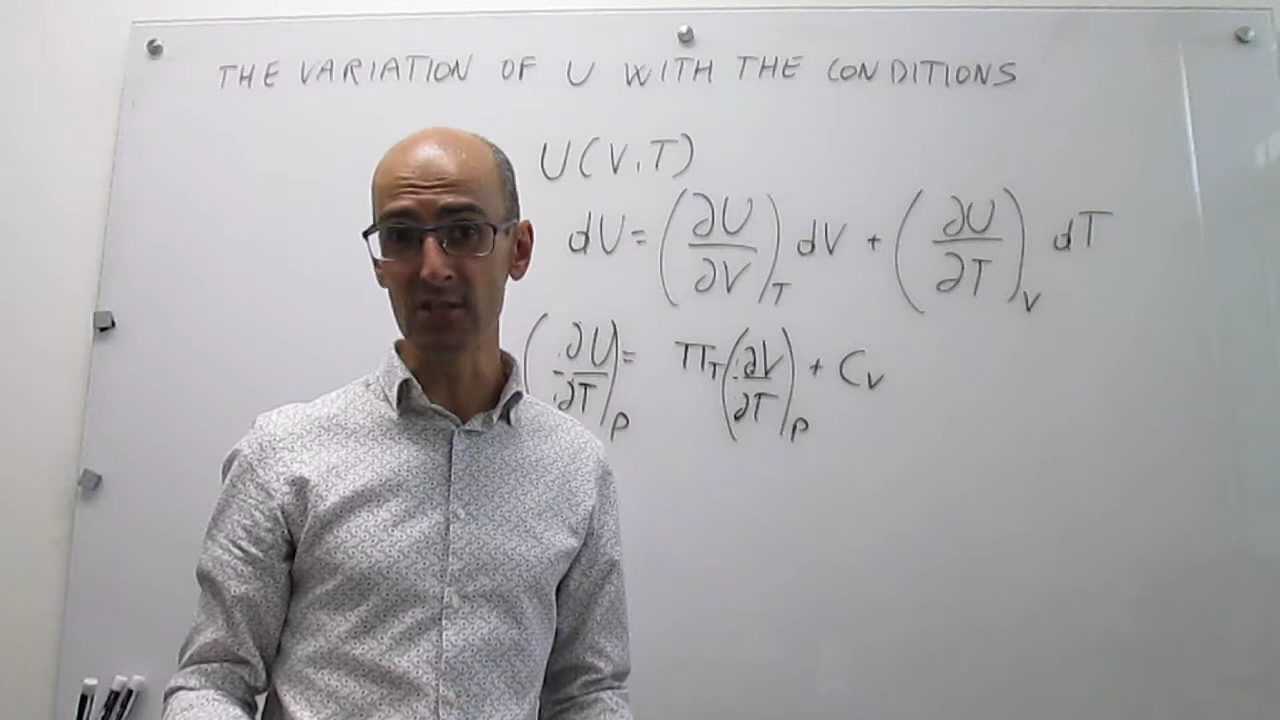 THE VARIATION OF U WITH THE CONDITIONS
U(V,T)
dU = (∂U/∂V)_T dV + (∂U/∂T)_V dT
(∂U/∂T)_P = π_T (∂V/∂T)_P + C_V